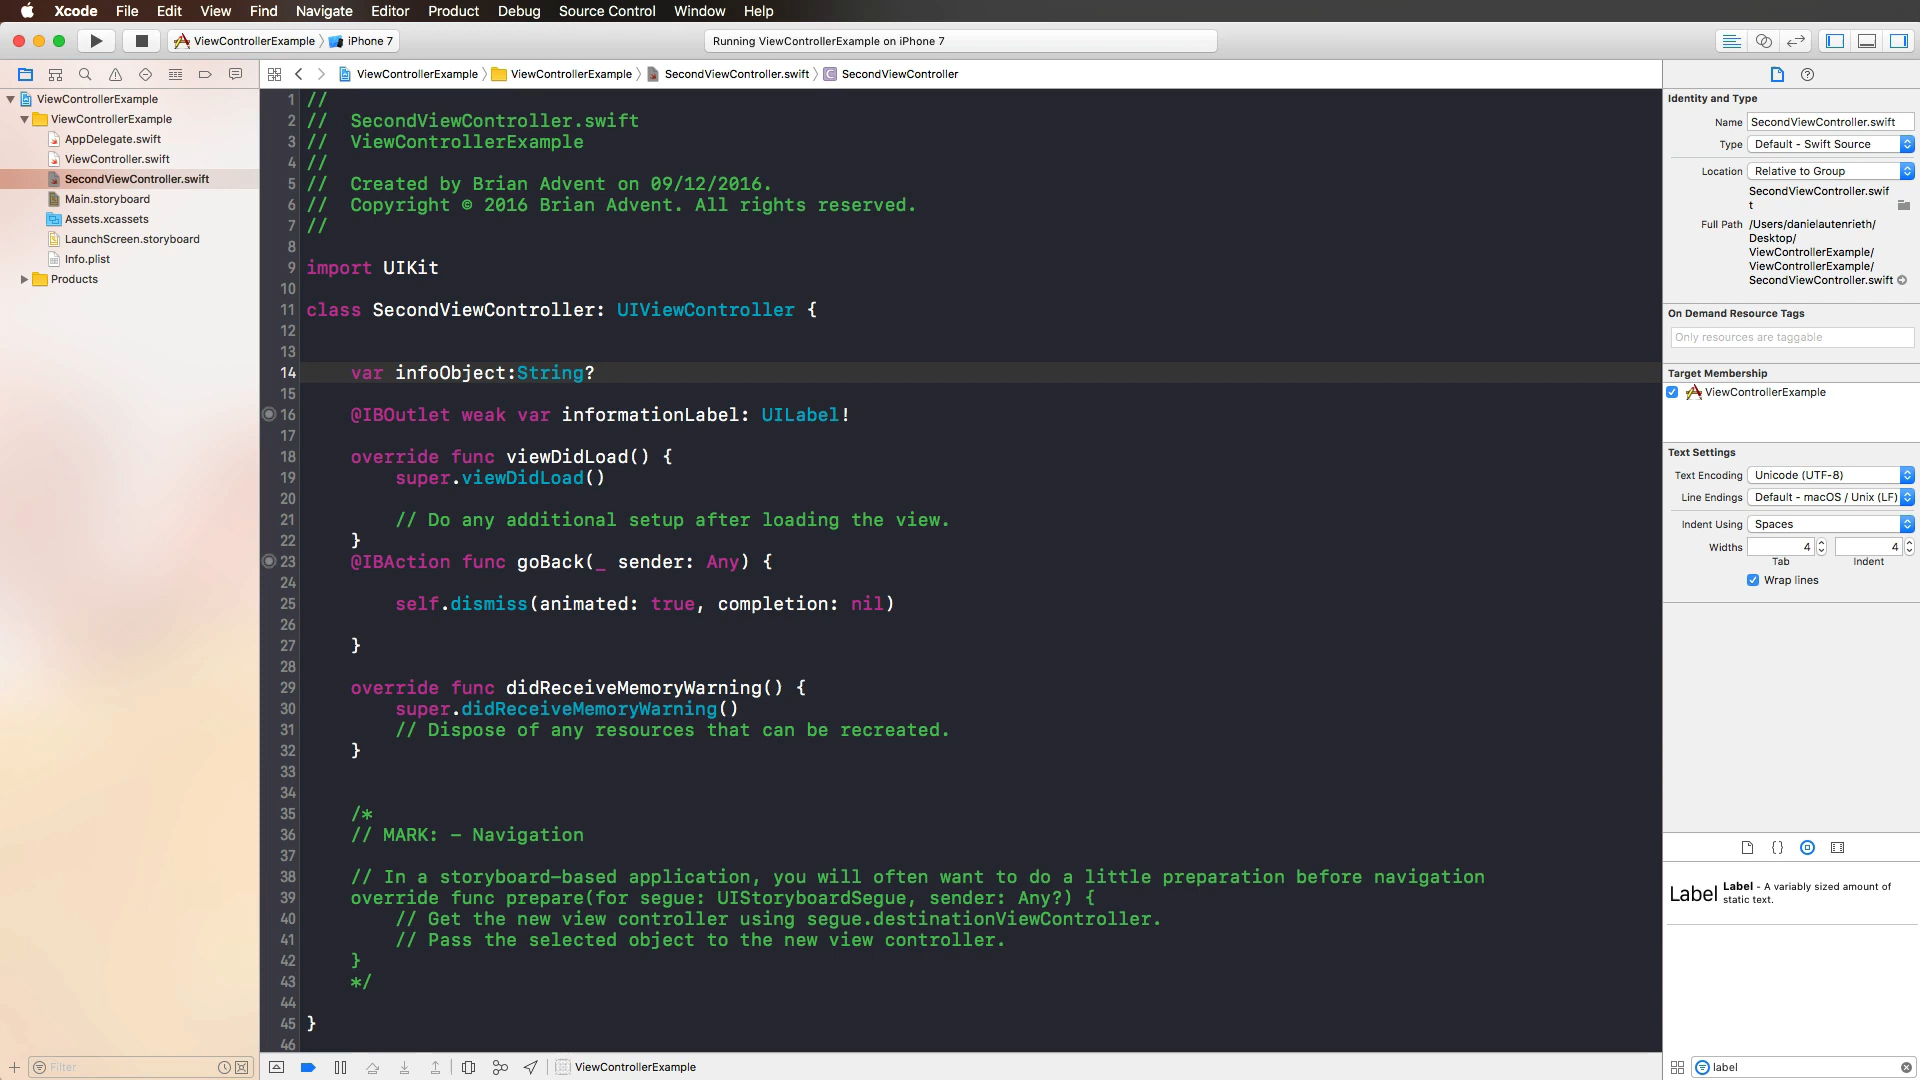 Xcode File Edit View Find Navigate Editor Product Debug Source Control Window Help
ViewControllerExample iPhone 7
Running ViewControllerExample on iPhone 7
ViewControllerExample ViewControllerExample SecondViewController.swift C SecondViewController
ViewControllerExample
ViewControllerExample
AppDelegate.swift
ViewController.swift
SecondViewController.swift
Main.storyboard
Assets.xcassets
LaunchScreen.storyboard
Info.plist
Products
Filter
1 //
2 //  SecondViewController.swift
3 //  ViewControllerExample
4 //
5 //  Created by Brian Advent on 09/12/2016.
6 //  Copyright © 2016 Brian Advent. All rights reserved.
7 //
8
9 import UIKit
10
11 class SecondViewController: UIViewController {
12
13
14     var infoObject:String?
15
16     @IBOutlet weak var informationLabel: UILabel!
17
18     override func viewDidLoad() {
19         super.viewDidLoad()
20
21         // Do any additional setup after loading the view.
22     }
23     @IBAction func goBack(_ sender: Any) {
24
25         self.dismiss(animated: true, completion: nil)
26
27     }
28
29     override func didReceiveMemoryWarning() {
30         super.didReceiveMemoryWarning()
31         // Dispose of any resources that can be recreated.
32     }
33
34
35     /*
36     // MARK: - Navigation
37
38     // In a storyboard-based application, you will often want to do a little preparation before navigation
39     override func prepare(for segue: UIStoryboardSegue, sender: Any?) {
40         // Get the new view controller using segue.destinationViewController.
41         // Pass the selected object to the new view controller.
42     }
43     */
44
45 }
46
ViewControllerExample
Identity and Type
Name SecondViewController.swift
Type Default - Swift Source
Location Relative to Group
SecondViewController.swif
t
Full Path /Users/danielautenrieth/
Desktop/
ViewControllerExample/
ViewControllerExample/
SecondViewController.swift
On Demand Resource Tags
Only resources are taggable
Target Membership
ViewControllerExample
Text Settings
Text Encoding Unicode (UTF-8)
Line Endings Default - macOS / Unix (LF)
Indent Using Spaces
Widths 4 4
Tab Indent
Wrap lines
{}
Label Label - A variably sized amount of
static text.
label